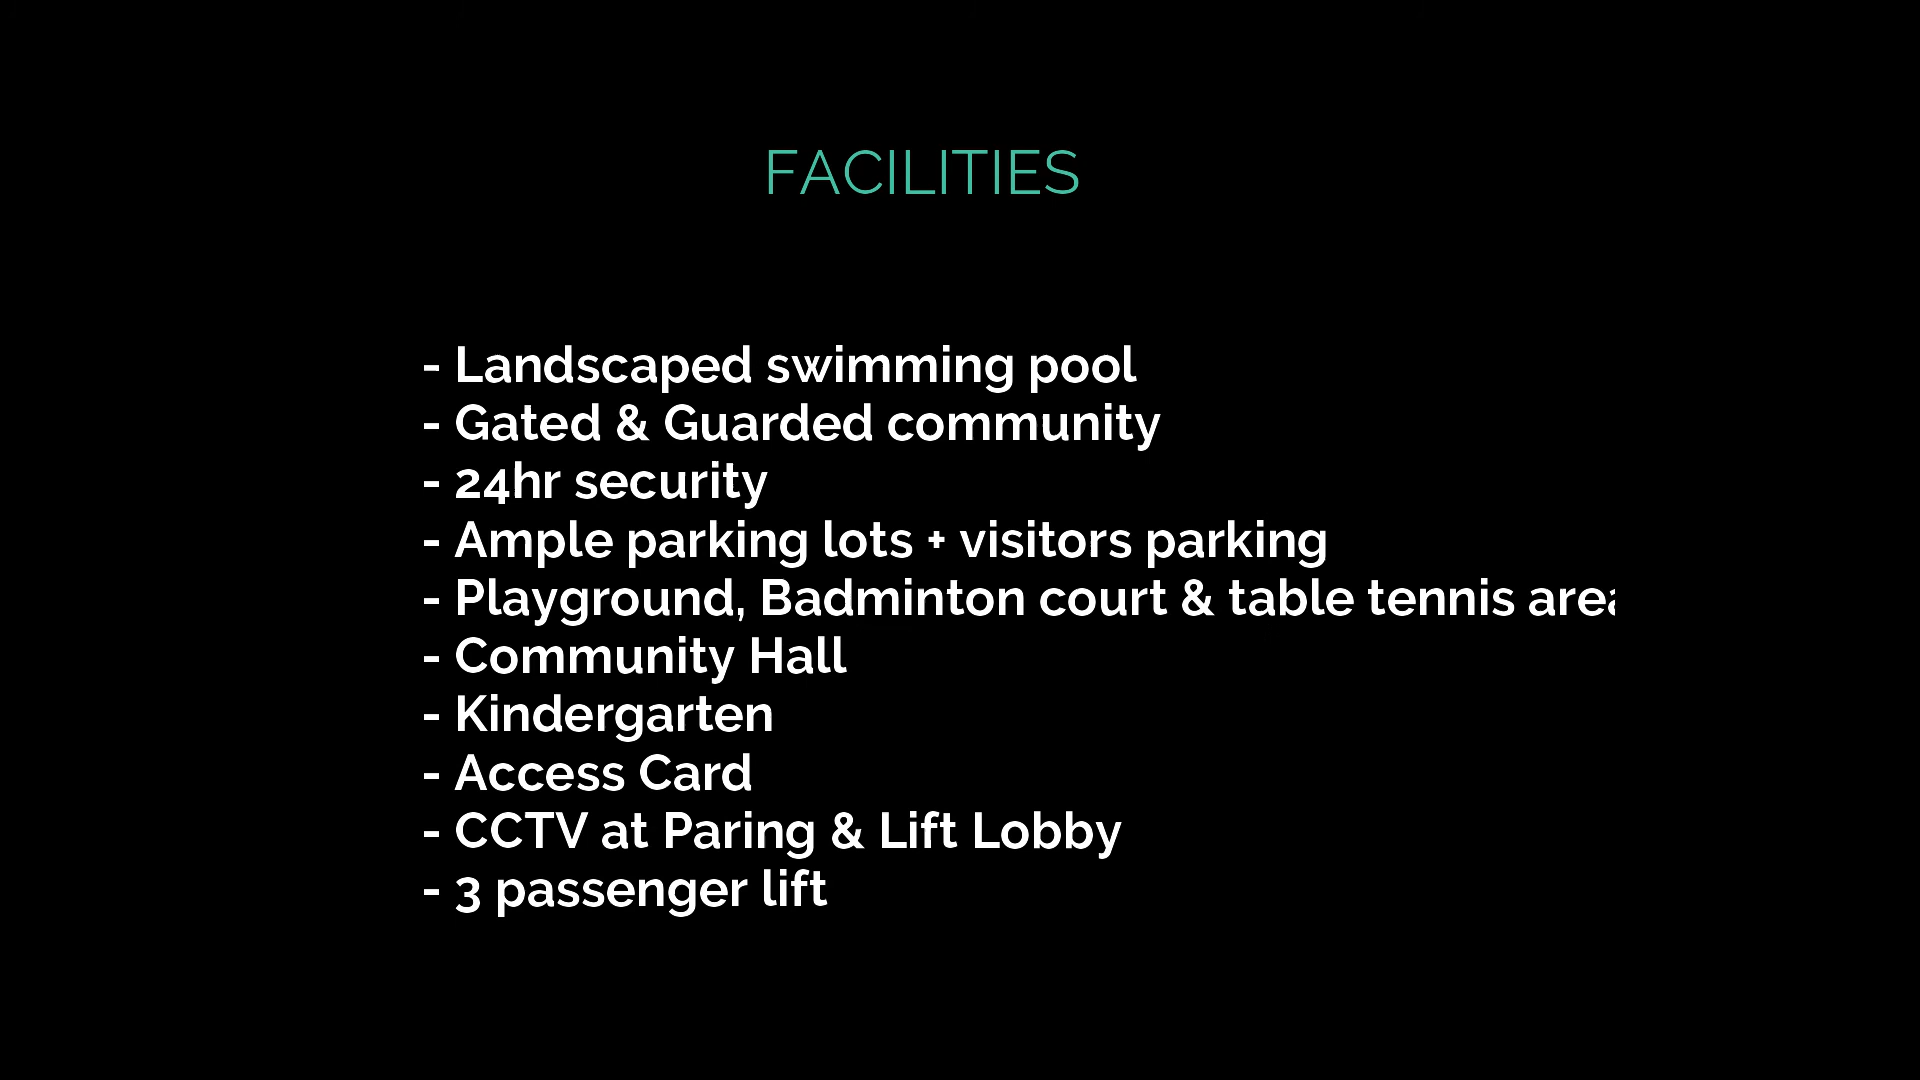 FACILITIES
- Landscaped swimming pool
- Gated & Guarded community
- 24hr security
- Ample parking lots + visitors parking
- Playground, Badminton court & table tennis area
- Community Hall
- Kindergarten
- Access Card
- CCTV at Paring & Lift Lobby
- 3 passenger lift